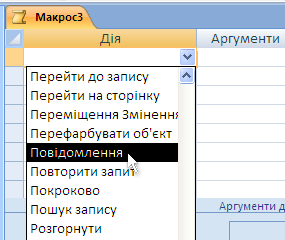 Макрос3
Дія
Аргументи
Перейти до запису
Перейти на сторінку
Переміщення Змінення
Перефарбувати об'єкт
Повідомлення
Повторити запит
Покроково
Пошук запису
Розгорнути
Аргументи д